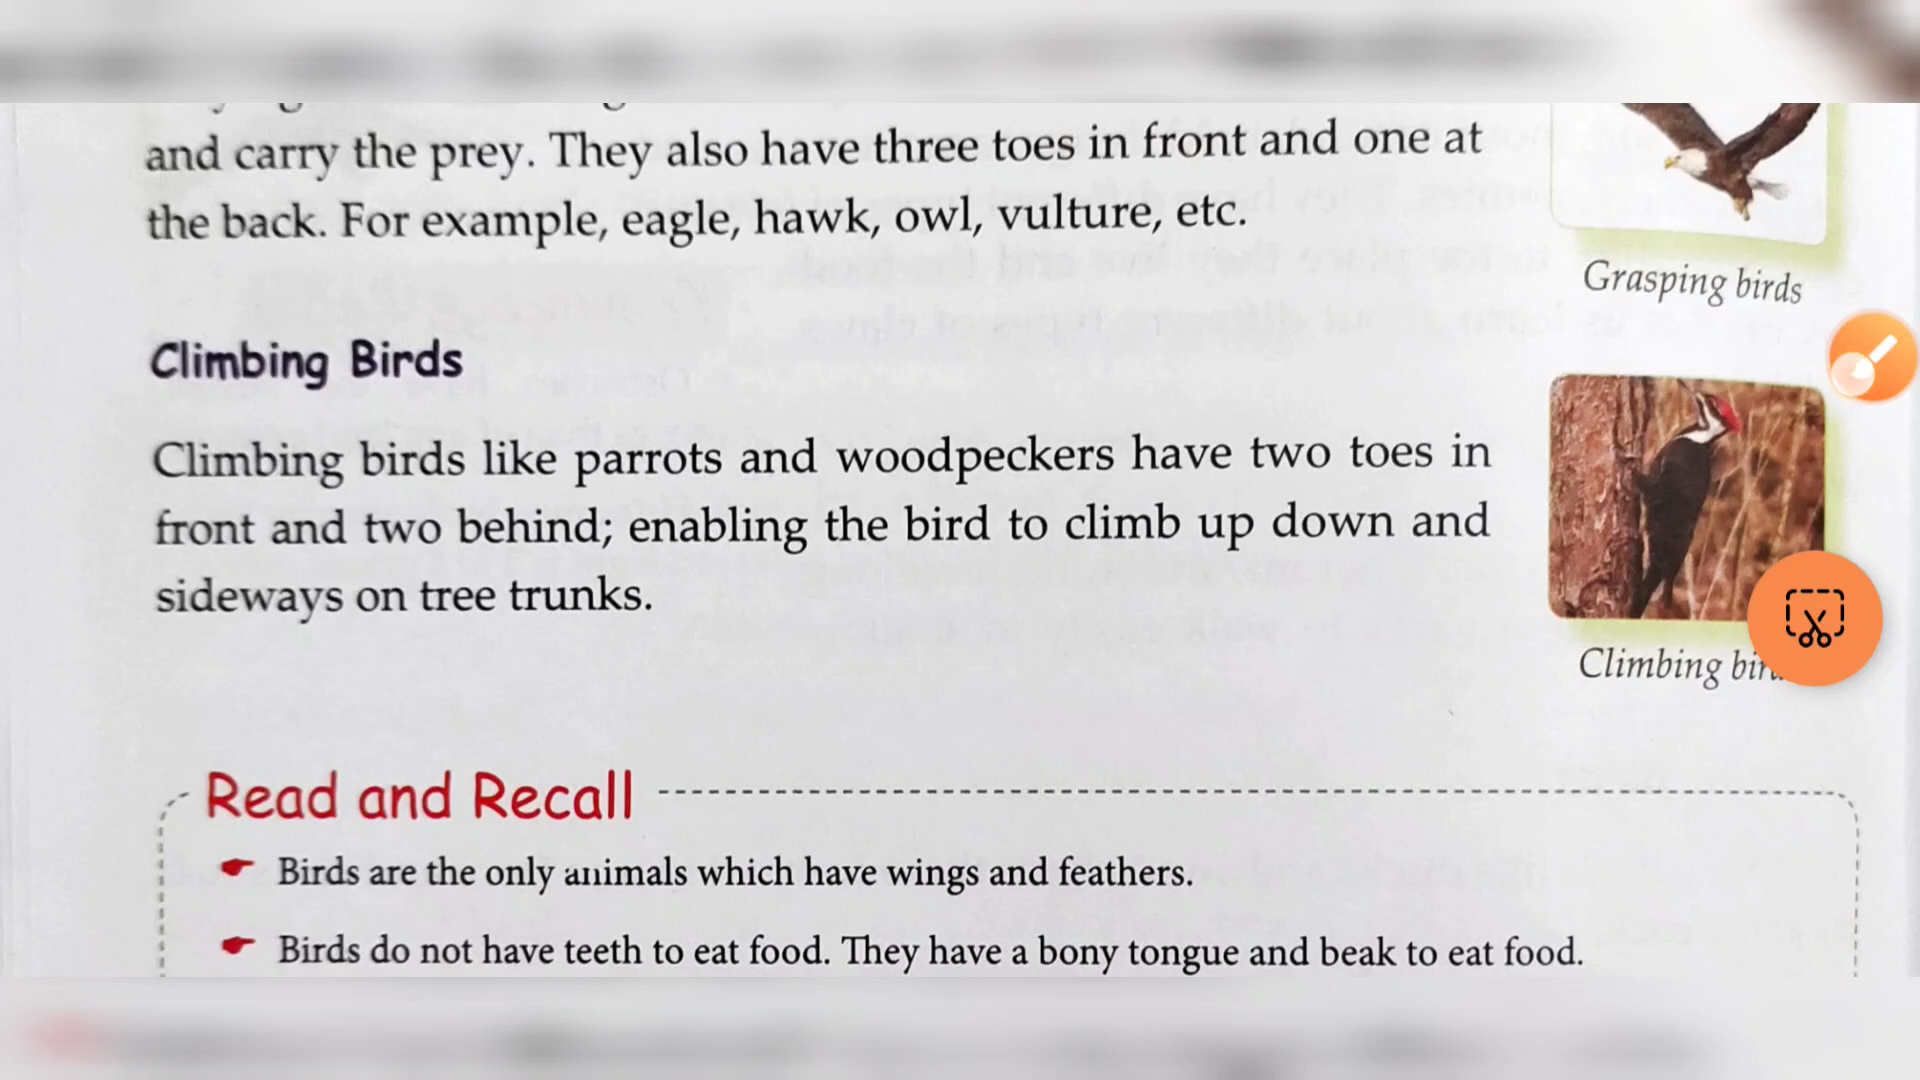 and carry the prey. They also have three toes in front and one at
the back. For example, eagle, hawk, owl, vulture, etc.
Grasping birds
Climbing Birds
Climbing birds like parrots and woodpeckers have two toes in
front and two behind; enabling the bird to climb up down and
sideways on tree trunks.
Climbing
Read and Recall
Birds are the only animals which have wings and feathers.
Birds do not have teeth to eat food. They have a bony tongue and beak to eat food.